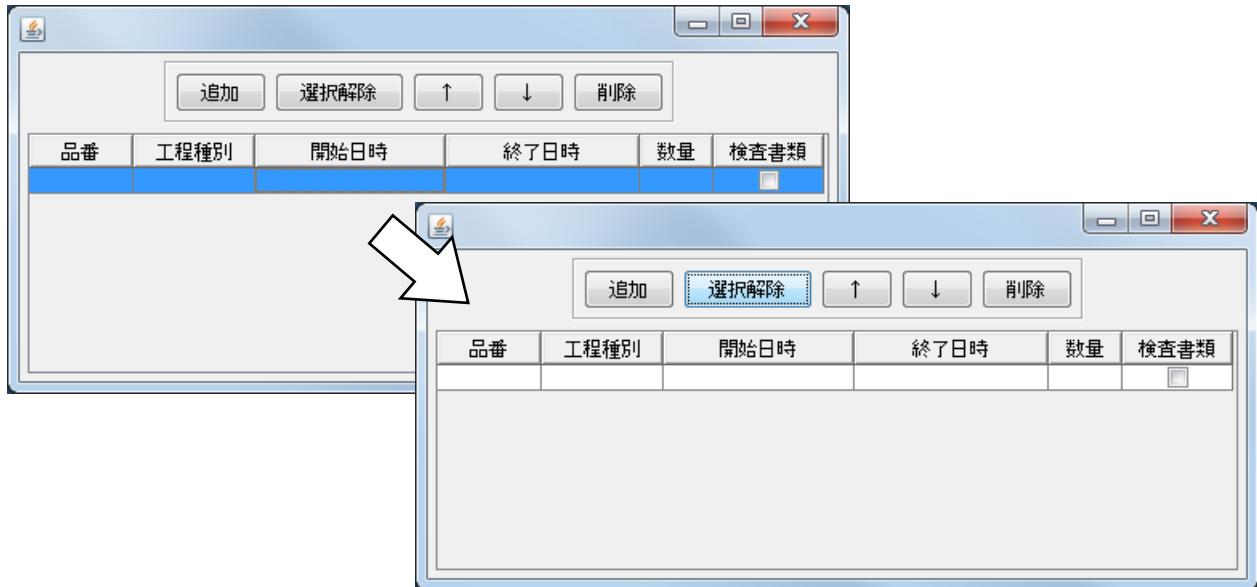 追加 選択解除 ↑ ↓ 削除
品番 工程種別 開始日時 終了日時 数量 検査書類
追加 選択解除 ↑ ↓ 削除
品番 工程種別 開始日時 終了日時 数量 検査書類